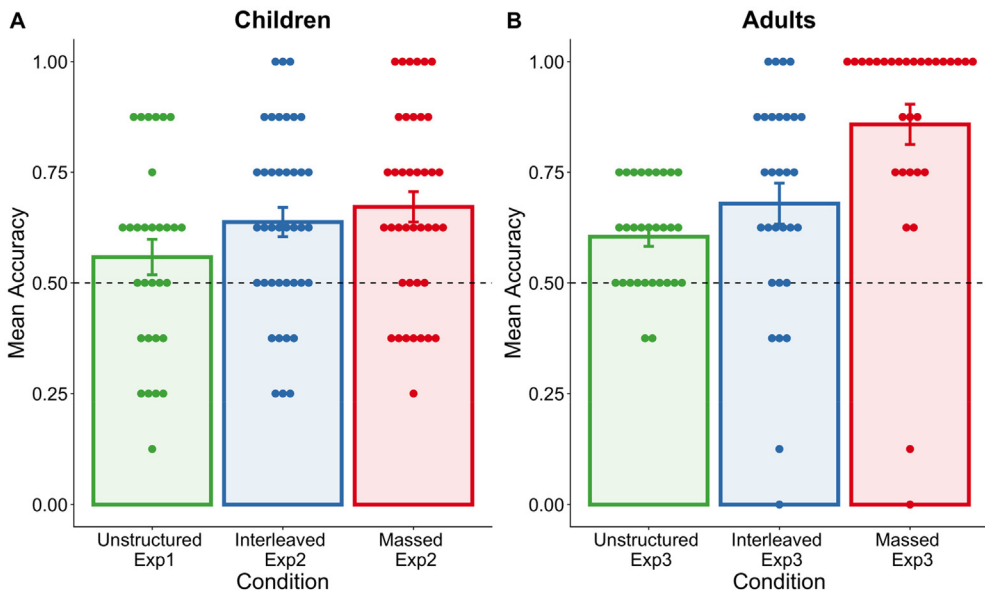 A
Children
Mean Accuracy
1.00
0.75
0.50
0.25
0.00
Unstructured
Exp1
Interleaved
Exp2
Massed
Exp2
Condition
B
Adults
Mean Accuracy
1.00
0.75
0.50
0.25
0.00
Unstructured
Exp3
Interleaved
Exp3
Massed
Exp3
Condition